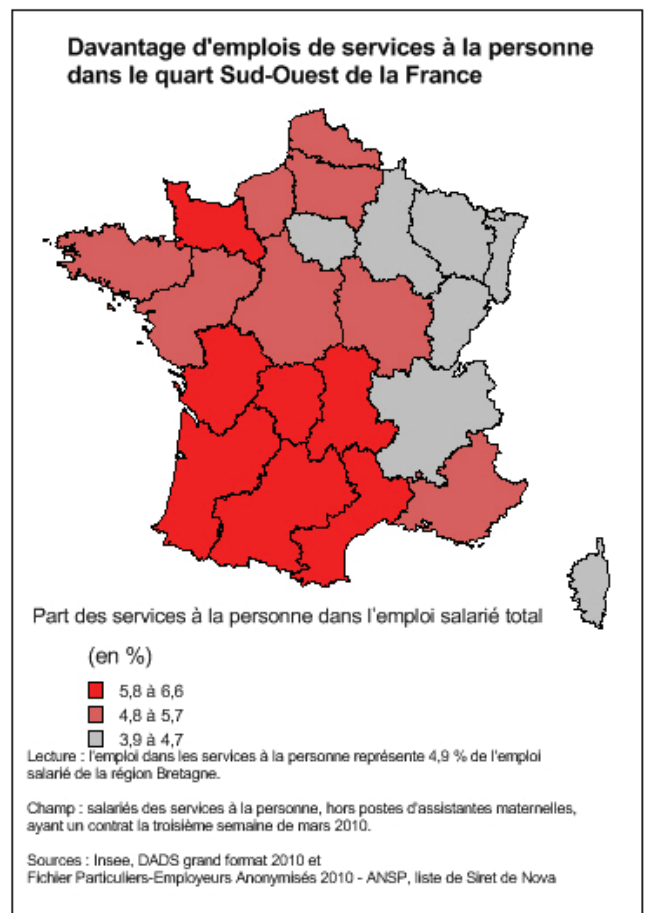 Davantage d'emplois de services à la personne
dans le quart Sud-Ouest de la France
Part des services à la personne dans l'emploi salarié total
(en %)
5,8 à 6,6
4,8 à 5,7
3,9 à 4,7
Lecture : l'emploi dans les services à la personne représente 4,9 % de l'emploi
salarié de la région Bretagne.
Champ : salariés des services à la personne, hors postes d'assistantes maternelles,
ayant un contrat la troisième semaine de mars 2010.
Sources : Insee, DADS grand format 2010 et
Fichier Particuliers-Employeurs Anonymisés 2010 - ANSP, liste de Siret de Nova